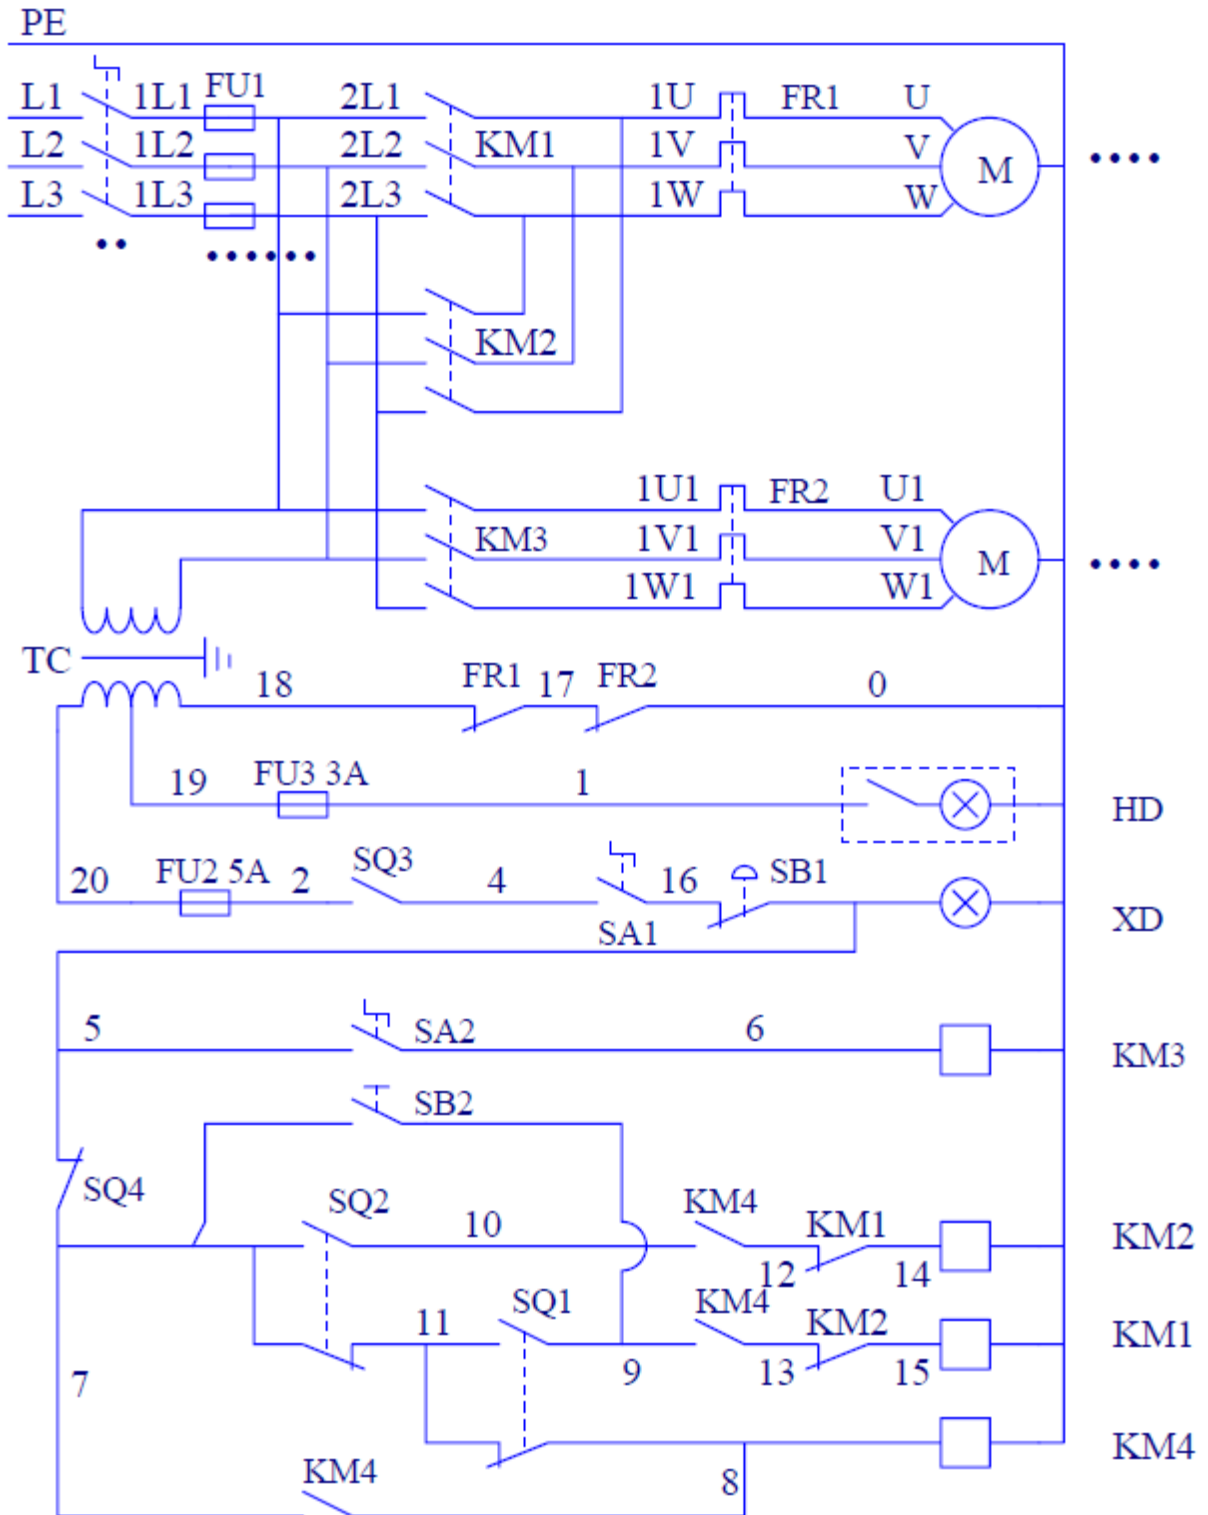 PE
L1 1L1 FU1 2L1 1U FR1 U
L2 1L2 2L2 KM1 1V V M
L3 1L3 2L3 1W W
KM2
1U1 FR2 U1
KM3 1V1 V1 M
1W1 W1
TC
18 FR1 17 FR2 0
19 FU3 3A 1 HD
20 FU2 5A 2 SQ3 4 16 SB1 XD
SA1
5 SA2 6 KM3
SB2
SQ4 SQ2 10 KM4 KM1 KM2
12 14
11 SQ1 KM4 KM2 KM1
7 9 13 15
KM4 8 KM4